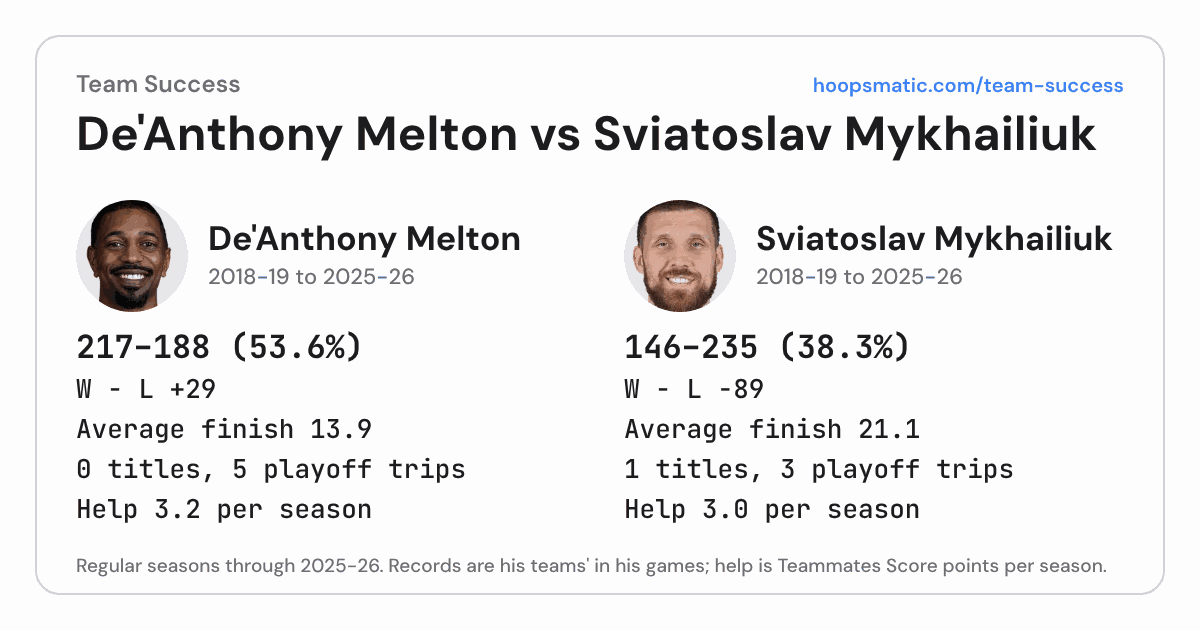 Team Success
hoopsmatic.com/team-success
De'Anthony Melton vs Sviatoslav Mykhailiuk
De'Anthony Melton
2018-19 to 2025-26
217-188 (53.6%)
W - L +29
Average finish 13.9
0 titles, 5 playoff trips
Help 3.2 per season
Sviatoslav Mykhailiuk
2018-19 to 2025-26
146-235 (38.3%)
W - L -89
Average finish 21.1
1 titles, 3 playoff trips
Help 3.0 per season
Regular seasons through 2025-26. Records are his teams' in his games; help is Teammates Score points per season.